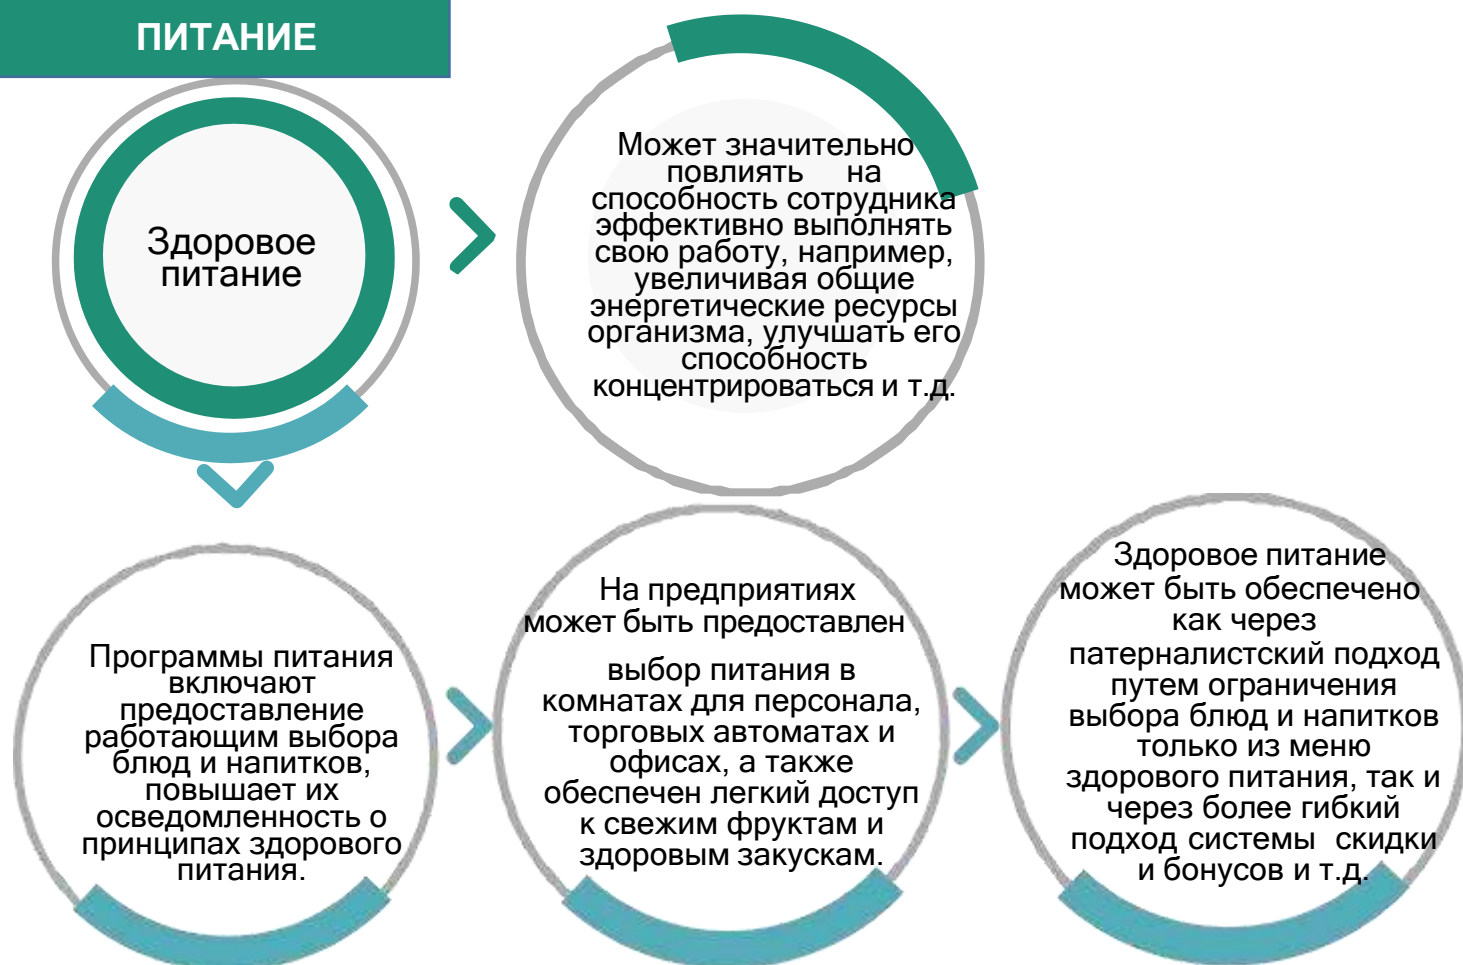 ПИТАНИЕ
Здоровое
питание
Может значительно
повлиять на
способность сотрудника
эффективно выполнять
свою работу, например,
увеличивая общие
энергетические ресурсы
организма, улучшать его
способность
концентрироваться и т.д.
Программы питания
включают
предоставление
работающим выбора
блюд и напитков,
повышает их
осведомленность о
принципах здорового
питания.
На предприятиях
может быть предоставлен
выбор питания в
комнатах для персонала,
торговых автоматах и
офисах, а также
обеспечен легкий доступ
к свежим фруктам и
здоровым закускам.
Здоровое питание
может быть обеспечено
как через
патерналистский подход
путем ограничения
выбора блюд и напитков
только из меню
здорового питания, так и
через более гибкий
подход системы скидки
и бонусов и т.д.